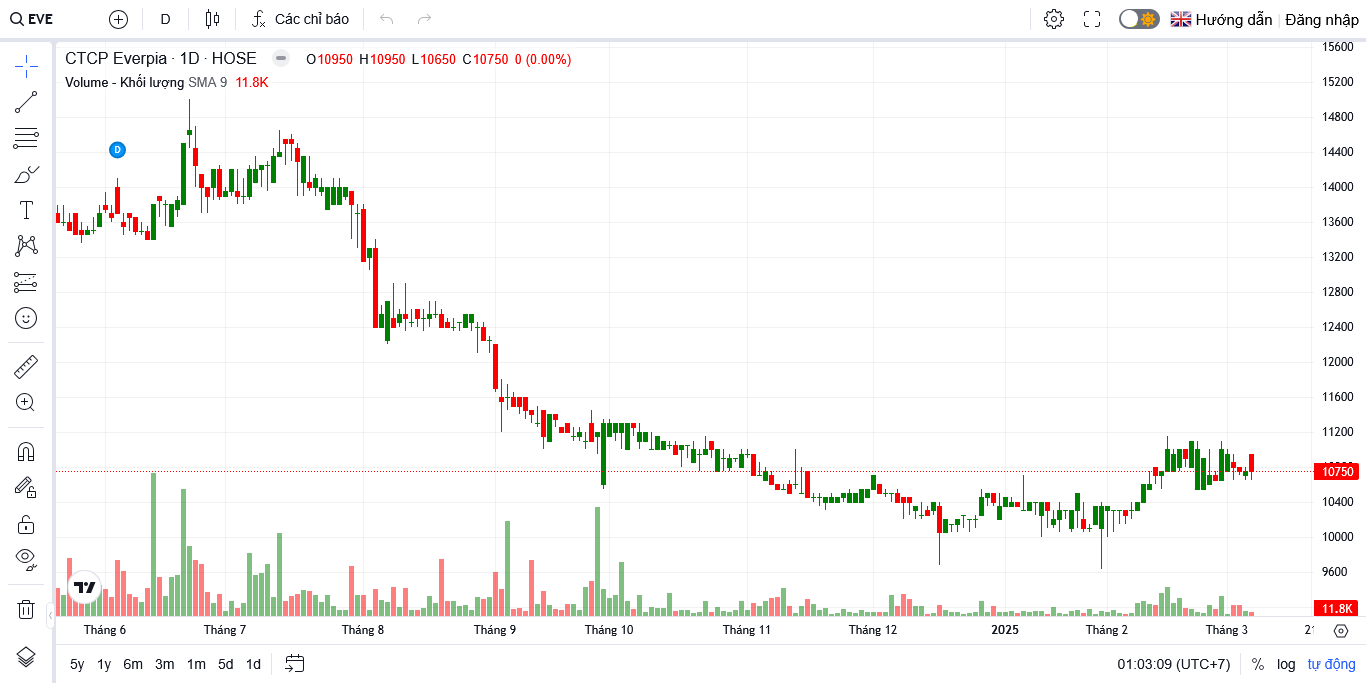 EVE D Các chỉ báo Hướng dẫn Đăng nhập
CTCP Everpia · 1D · HOSE O10950 H10950 L10650 C10750 0 (0.00%)
Volume - Khối lượng SMA 9 11.8K
D
15600
15200
14800
14400
14000
13600
13200
12800
12400
12000
11600
11200
10750
10400
10000
9600
11.8K
Tháng 6 Tháng 7 Tháng 8 Tháng 9 Tháng 10 Tháng 11 Tháng 12 2025 Tháng 2 Tháng 3
5y 1y 6m 3m 1m 5d 1d 01:03:09 (UTC+7) % log tự động